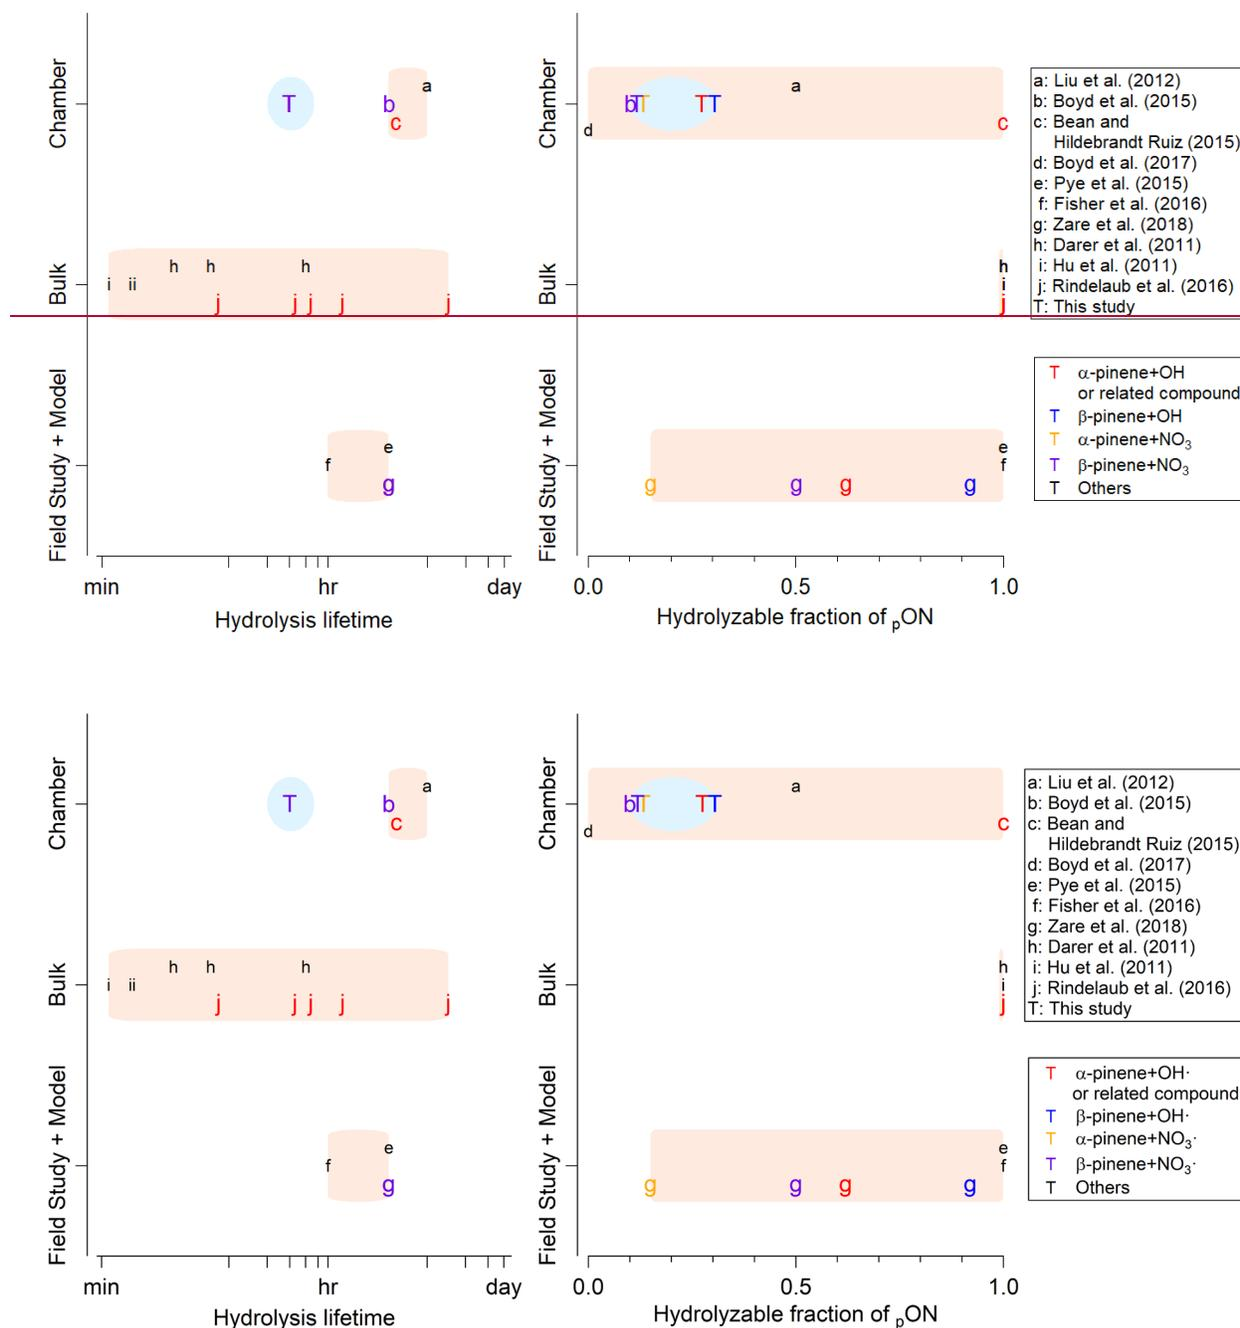 Chamber
T
b
c
a
Chamber
d
b
T
T
T
T
a
c
a: Liu et al. (2012)
b: Boyd et al. (2015)
c: Bean and
Hildebrandt Ruiz (2015)
d: Boyd et al. (2017)
e: Pye et al. (2015)
f: Fisher et al. (2016)
g: Zare et al. (2018)
h: Darer et al. (2011)
i: Hu et al. (2011)
j: Rindelaub et al. (2016)
T: This study
Bulk
h h h
i ii
j j j j j
Bulk
h
i
j
Field Study + Model
e
f
g
Field Study + Model
e
f
g g g g
T α-pinene+OH
or related compound
T β-pinene+OH
T α-pinene+NO₃
T β-pinene+NO₃
T Others
min hr day
Hydrolysis lifetime
0.0 0.5 1.0
Hydrolyzable fraction of ₚON
Chamber
T
b
c
a
Chamber
d
b
T
T
T
T
a
c
a: Liu et al. (2012)
b: Boyd et al. (2015)
c: Bean and
Hildebrandt Ruiz (2015)
d: Boyd et al. (2017)
e: Pye et al. (2015)
f: Fisher et al. (2016)
g: Zare et al. (2018)
h: Darer et al. (2011)
i: Hu et al. (2011)
j: Rindelaub et al. (2016)
T: This study
Bulk
h h h
i ii
j j j j j
Bulk
h
i
j
Field Study + Model
e
f
g
Field Study + Model
e
f
g g g g
T α-pinene+OH·
or related compound
T β-pinene+OH·
T α-pinene+NO₃·
T β-pinene+NO₃·
T Others
min hr day
Hydrolysis lifetime
0.0 0.5 1.0
Hydrolyzable fraction of ₚON